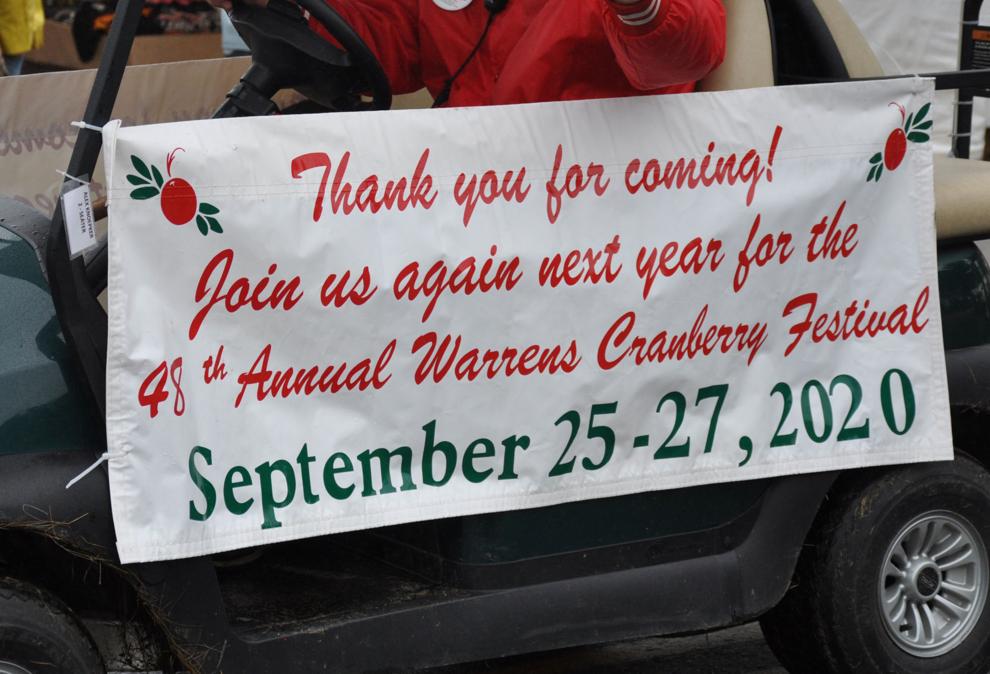 Thank you for coming!
Join us again next year for the
48th Annual Warrens Cranberry Festival
September 25-27, 2020